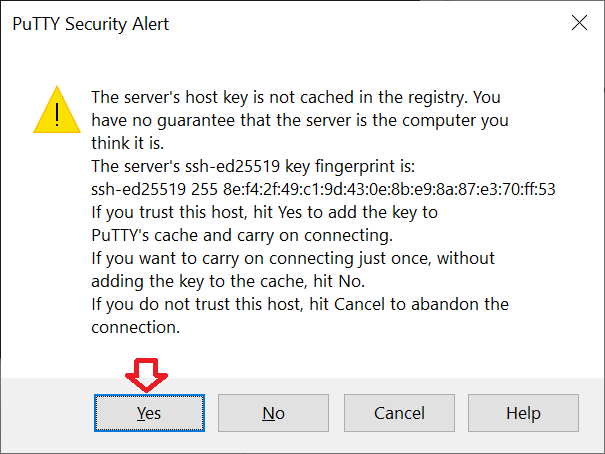 PuTTY Security Alert
The server's host key is not cached in the registry. You
have no guarantee that the server is the computer you
think it is.
The server's ssh-ed25519 key fingerprint is:
ssh-ed25519 255 8e:f4:2f:49:c1:9d:43:0e:8b:e9:8a:87:e3:70:ff:53
If you trust this host, hit Yes to add the key to
PuTTY's cache and carry on connecting.
If you want to carry on connecting just once, without
adding the key to the cache, hit No.
If you do not trust this host, hit Cancel to abandon the
connection.
Yes No Cancel Help